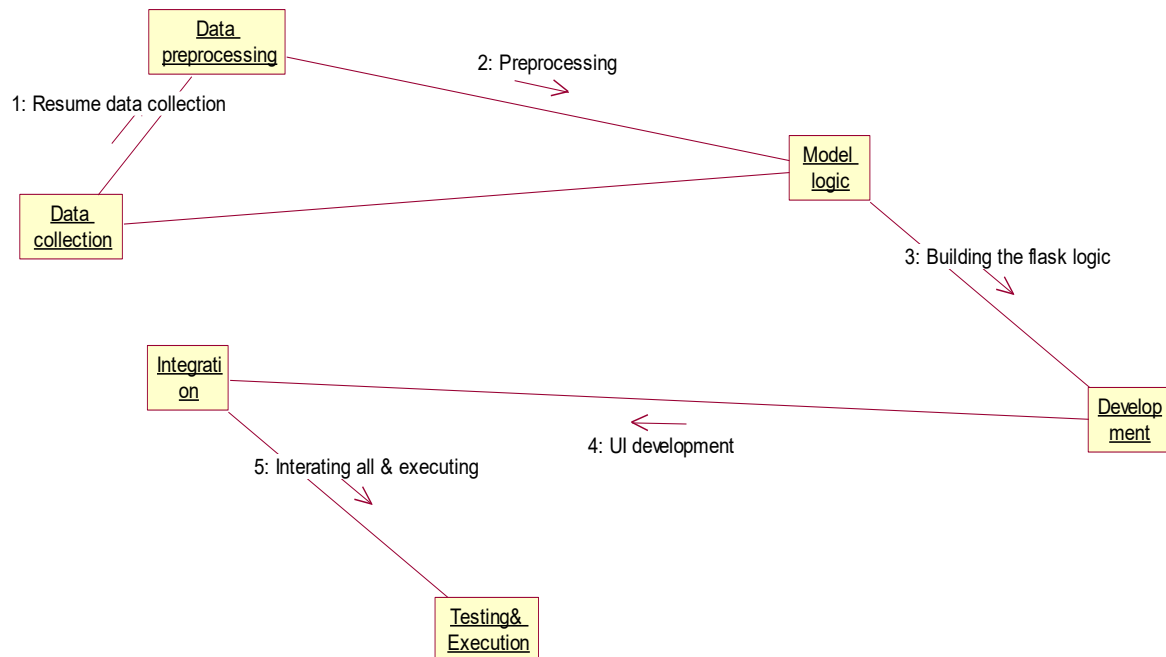 Data
preprocessing
2: Preprocessing
1: Resume data collection
Model
logic
Data
collection
3: Building the flask logic
Integrati
on
Develop
ment
4: UI development
5: Interating all & executing
Testing&
Execution